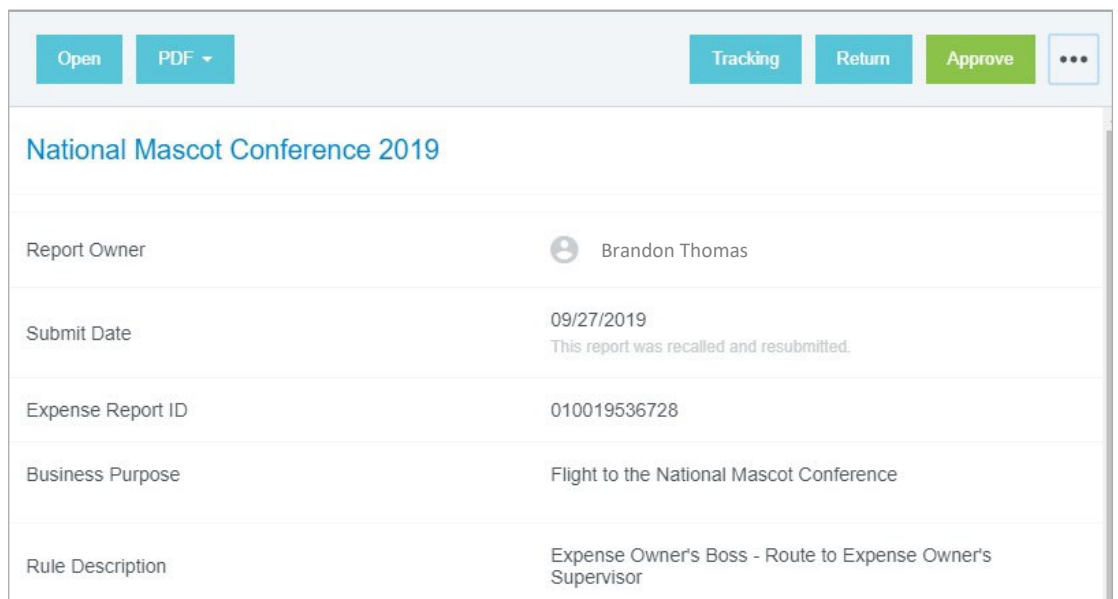 Open PDF Tracking Return Approve
National Mascot Conference 2019
Report Owner Brandon Thomas
Submit Date 09/27/2019
This report was recalled and resubmitted.
Expense Report ID 010019536728
Business Purpose Flight to the National Mascot Conference
Rule Description Expense Owner's Boss - Route to Expense Owner's
Supervisor